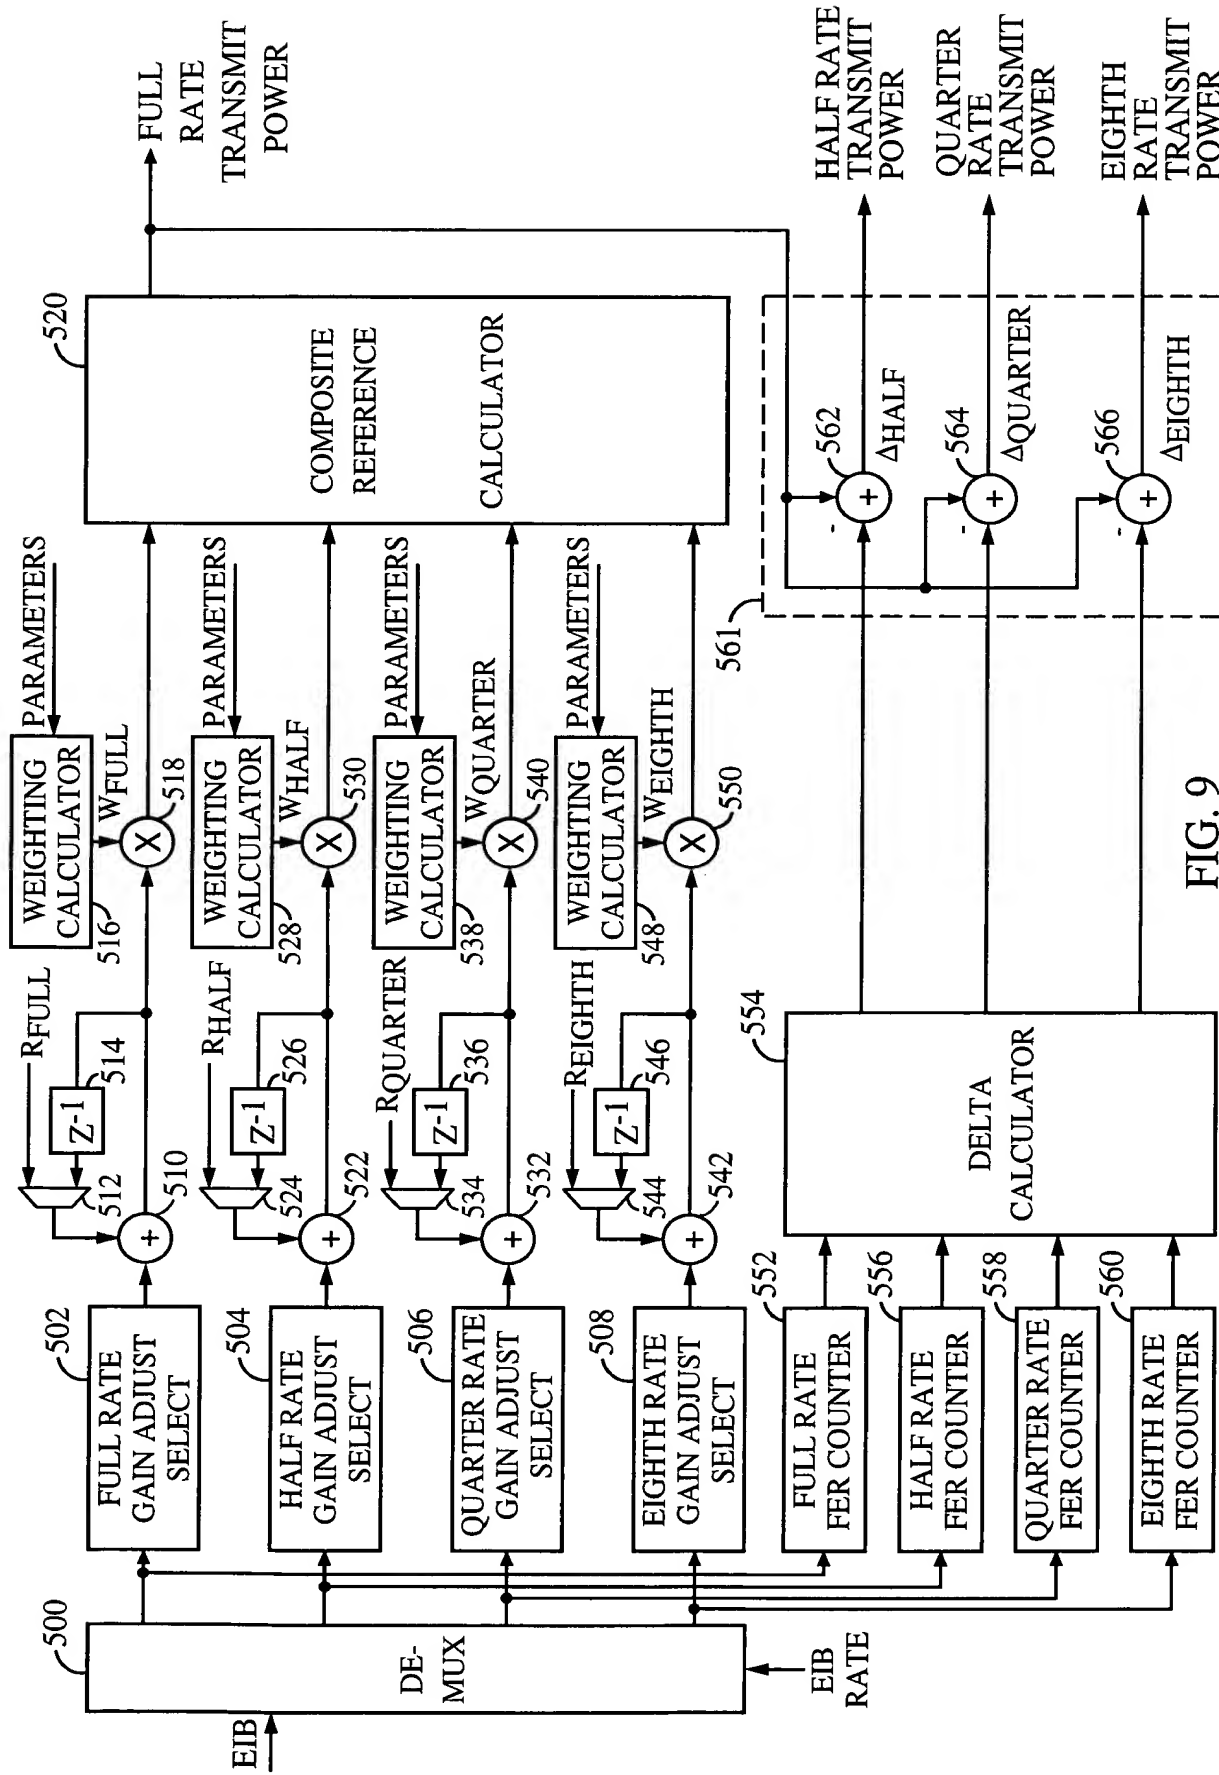 EIB
500
DE-
MUX
EIB
RATE
502
FULL RATE
GAIN ADJUST
SELECT
504
HALF RATE
GAIN ADJUST
SELECT
506
QUARTER RATE
GAIN ADJUST
SELECT
508
EIGHTH RATE
GAIN ADJUST
SELECT
552
FULL RATE
FER COUNTER
556
HALF RATE
FER COUNTER
558
QUARTER RATE
FER COUNTER
560
EIGHTH RATE
FER COUNTER
RFULL
512
Z-1
514
+
510
RHALF
524
Z-1
526
+
522
RQUARTER
534
Z-1
536
+
532
REIGHTH
544
Z-1
546
+
542
554
DELTA
CALCULATOR
PARAMETERS
WEIGHTING
CALCULATOR
516
WFULL
X
518
PARAMETERS
WEIGHTING
CALCULATOR
528
WHALF
X
530
PARAMETERS
WEIGHTING
CALCULATOR
538
WQUARTER
X
540
PARAMETERS
WEIGHTING
CALCULATOR
548
WEIGHTH
X
550
520
COMPOSITE
REFERENCE
CALCULATOR
561
562
+
-
ΔHALF
564
+
-
ΔQUARTER
566
+
-
ΔEIGHTH
FULL
RATE
TRANSMIT
POWER
HALF RATE
TRANSMIT
POWER
QUARTER
RATE
TRANSMIT
POWER
EIGHTH
RATE
TRANSMIT
POWER
FIG. 9